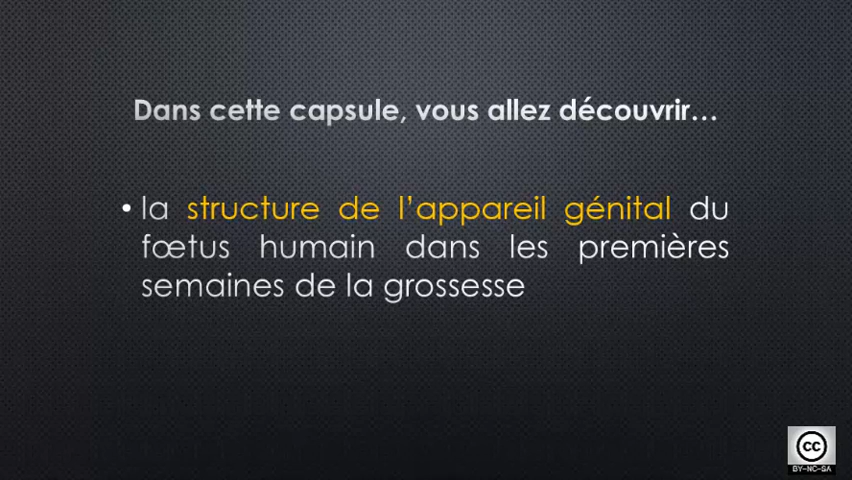 Dans cette capsule, vous allez découvrir…
• la structure de l’appareil génital du
fœtus humain dans les premières
semaines de la grossesse
cc
BY-NC-SA